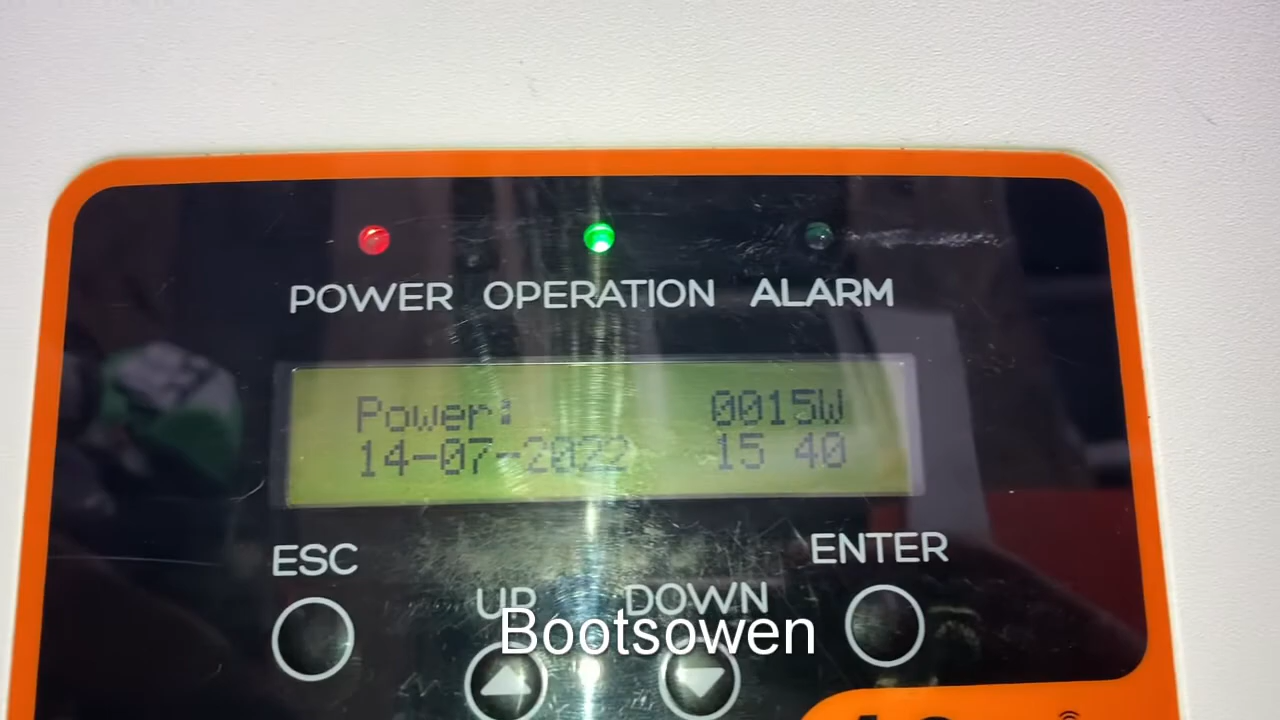 POWER OPERATION ALARM
Power: 0015W
14-07-2022 15 40
ESC
ENTER
UP
DOWN
Bootsowen